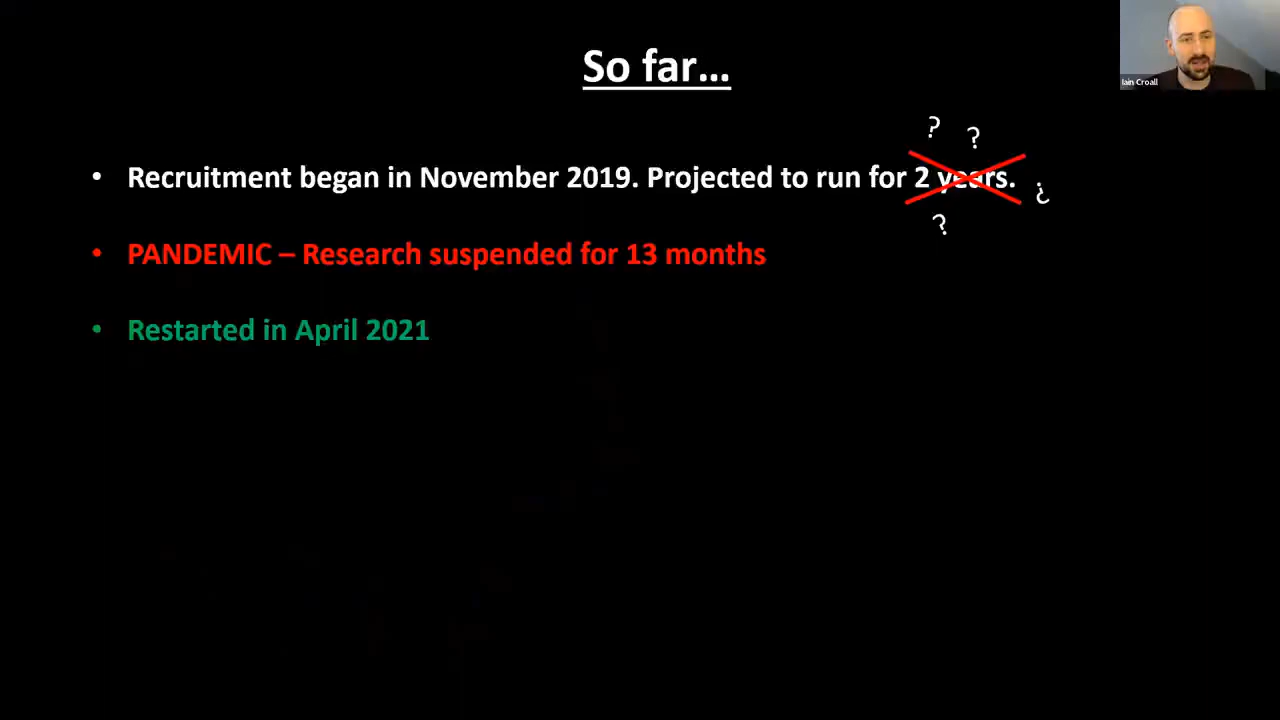 So far…
Iain Croall
? ?
• Recruitment began in November 2019. Projected to run for 2 years.
¿
?
• PANDEMIC – Research suspended for 13 months
• Restarted in April 2021